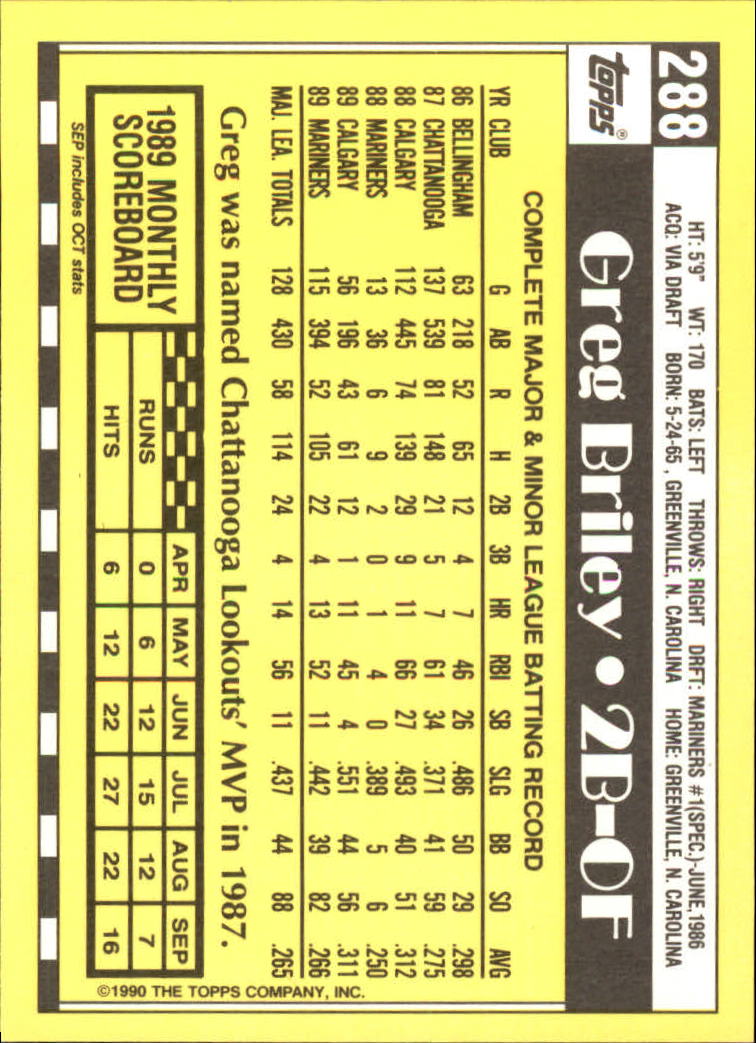 288
HT: 5'9" WT: 170 BATS: LEFT THROWS: RIGHT DRFT: MARINERS #1(SPEC.)-JUNE,1986
ACQ: VIA DRAFT BORN: 5-24-65, GREENVILLE, N. CAROLINA HOME: GREENVILLE, N. CAROLINA
topps®
Greg Briley • 2B-OF
COMPLETE MAJOR & MINOR LEAGUE BATTING RECORD
YR CLUB G AB R H 2B 3B HR RBI SB SLG BB SO AVG
86 BELLINGHAM 63 218 52 65 12 4 7 46 26 .486 50 29 .298
87 CHATTANOOGA 137 539 81 148 21 5 7 61 34 .371 41 59 .275
88 CALGARY 112 445 74 139 29 9 11 66 27 .493 40 51 .312
88 MARINERS 13 36 6 9 2 0 1 4 0 .389 5 6 .250
89 CALGARY 56 196 43 61 12 1 11 45 4 .551 44 56 .311
89 MARINERS 115 394 52 105 22 4 13 52 11 .442 39 82 .266
MAJ. LEA. TOTALS 128 430 58 114 24 4 14 56 11 .437 44 88 .265
Greg was named Chattanooga Lookouts' MVP in 1987.
1989 MONTHLY
SCOREBOARD
APR MAY JUN JUL AUG SEP
RUNS 0 6 12 15 12 7
HITS 6 12 22 27 22 16
SEP includes OCT stats
©1990 THE TOPPS COMPANY, INC.